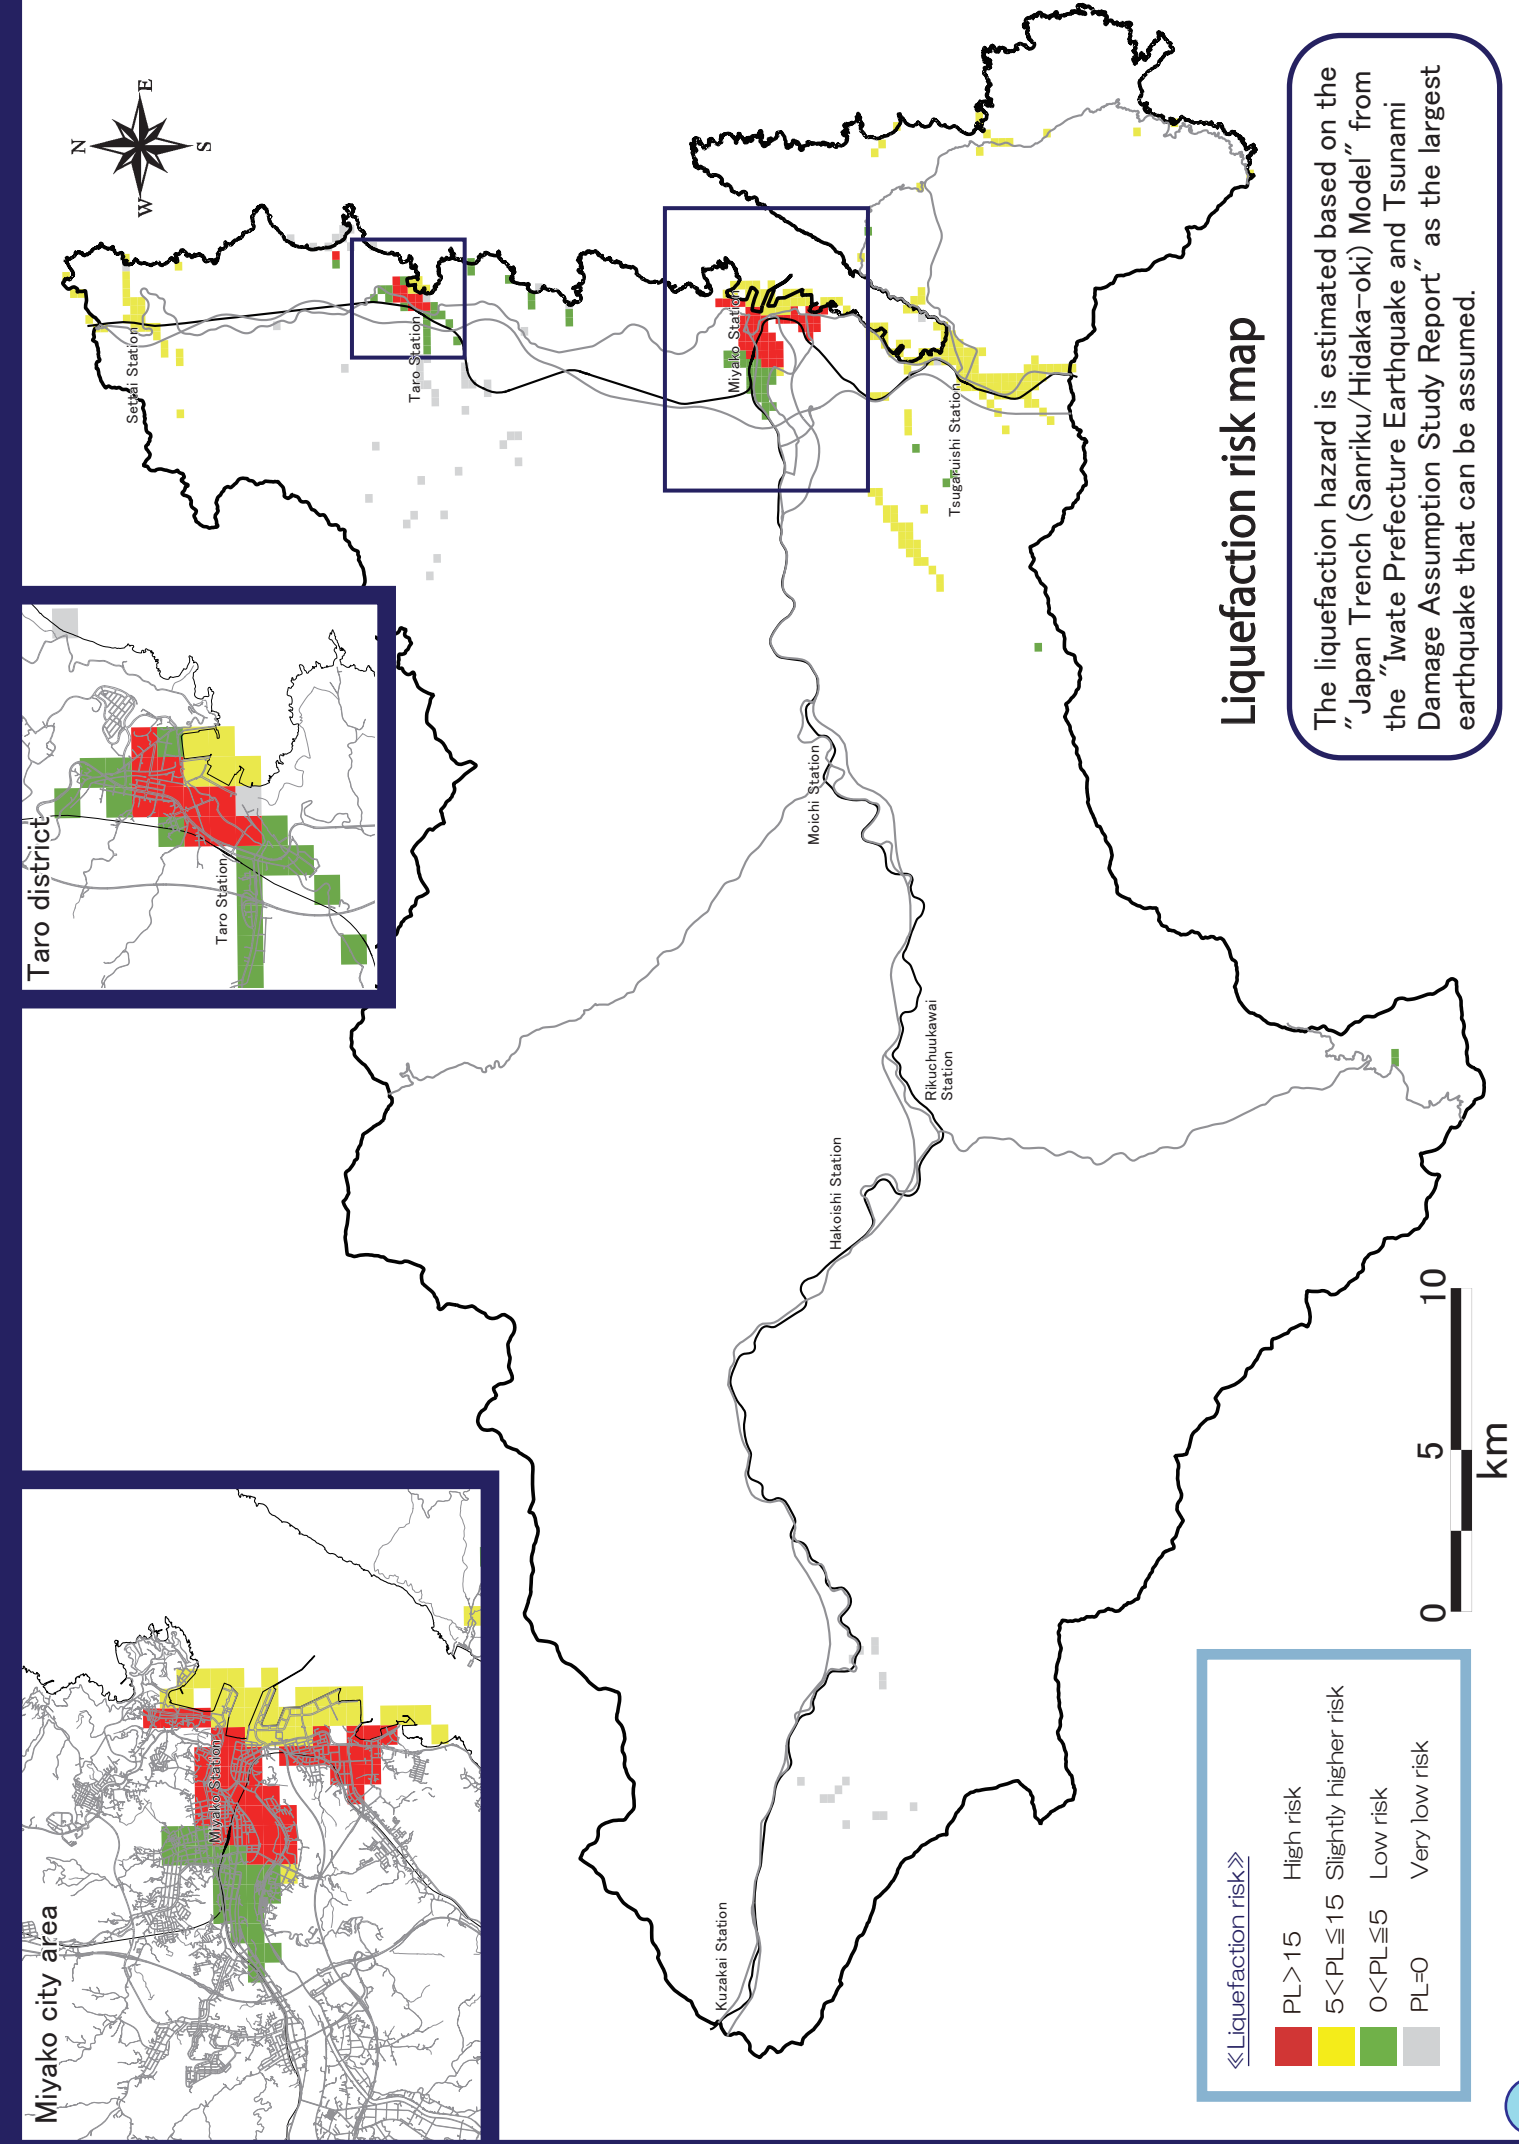 Miyako city area
Miyako Station
Taro district
Taro Station
N
W
E
S
Settai Station
Taro Station
Miyako Station
Tsugaruishi Station
Moichi Station
Rikuchuukawai
Station
Hakoishi Station
Kuzakai Station
Liquefaction risk map
The liquefaction hazard is estimated based on the
"Japan Trench (Sanriku/Hidaka-oki) Model" from
the "Iwate Prefecture Earthquake and Tsunami
Damage Assumption Study Report" as the largest
earthquake that can be assumed.
≪Liquefaction risk≫
PL>15 High risk
5<PL≦15 Slightly higher risk
0<PL≦5 Low risk
PL=0 Very low risk
0 5 10
km